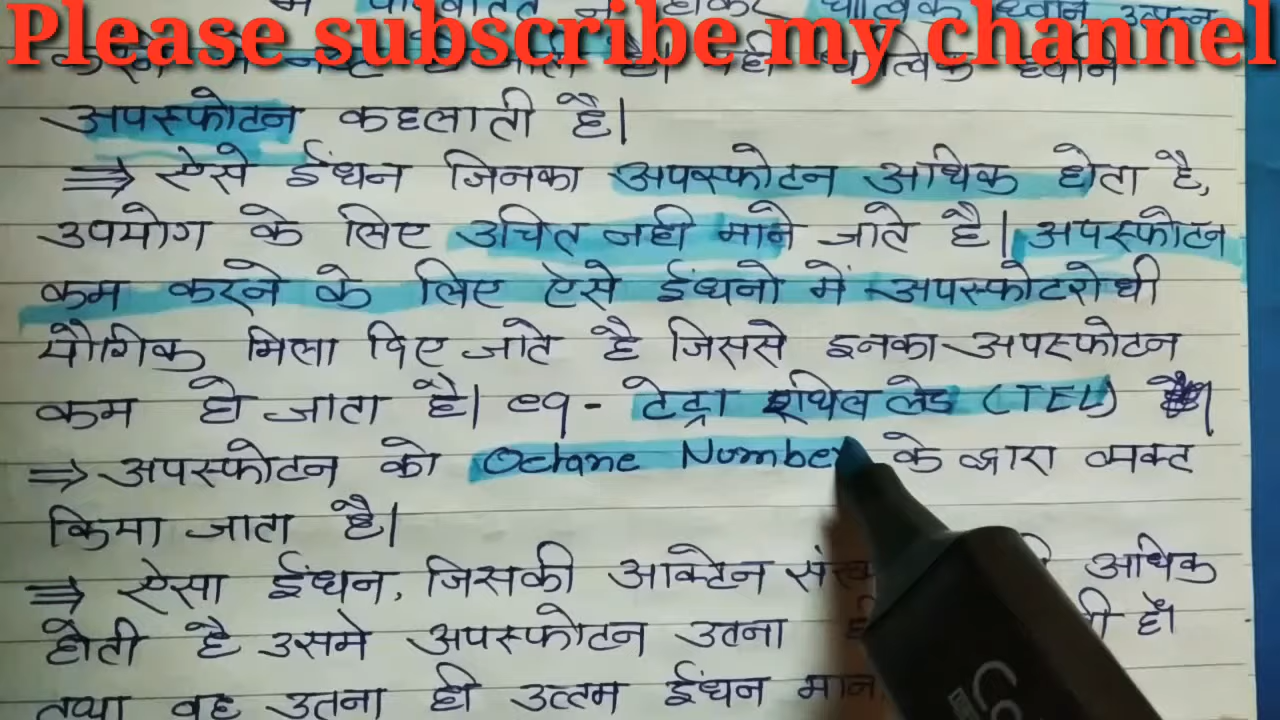 Please subscribe my channel
अपस्फोटन कहलाती है।
⇒ ऐसे ईंधन जिनका अपस्फोटन अधिक होता है,
उपयोग के लिए उचित नही माने जाते है। अपस्फोटन
कम करने के लिए ऐसे ईंधनो में अपस्फोटरोधी
यौगिक मिला दिए जाते है जिससे इनका अपस्फोटन
कम हो जाता है। eg - टेट्रा एथिल लेड (TEL) है।
⇒ अपस्फोटन को Octane Number के द्वारा व्यक्ट
किया जाता है।
⇒ ऐसा ईंधन, जिसकी आक्टेन अधिक
होती है उसमे अपस्फोटन उतना
तथा वह उतना ही उत्तम ईंधन